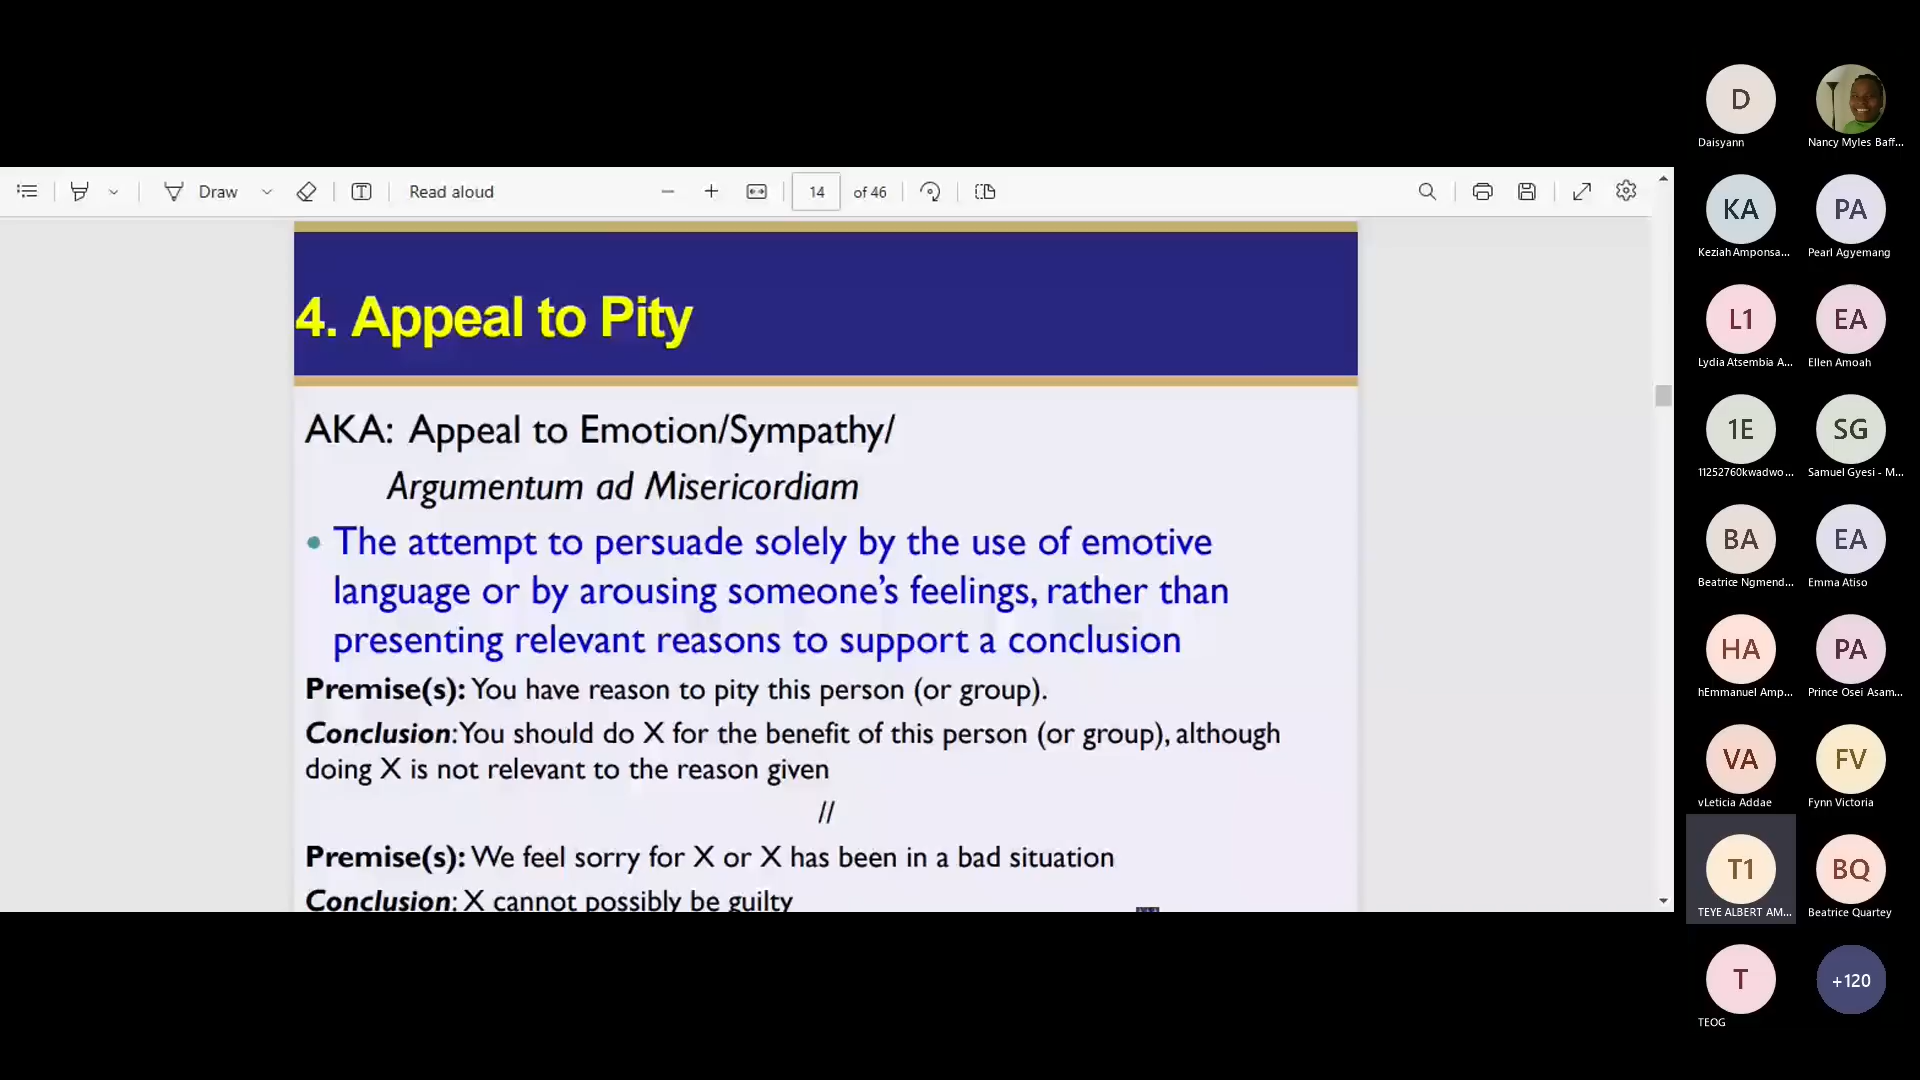 Draw
Read aloud
14
of 46
4. Appeal to Pity
AKA: Appeal to Emotion/Sympathy/
Argumentum ad Misericordiam
• The attempt to persuade solely by the use of emotive
language or by arousing someone's feelings, rather than
presenting relevant reasons to support a conclusion
Premise(s): You have reason to pity this person (or group).
Conclusion: You should do X for the benefit of this person (or group), although
doing X is not relevant to the reason given
//
Premise(s): We feel sorry for X or X has been in a bad situation
Conclusion: X cannot possibly be guilty
D
Daisyann
Nancy Myles Baff...
KA
Keziah Amponsa...
PA
Pearl Agyemang
L1
Lydia Atsembia A...
EA
Ellen Amoah
1E
11252760kwadwo...
SG
Samuel Gyesi - M...
BA
Beatrice Ngmend...
EA
Emma Atiso
HA
hEmmanuel Amp...
PA
Prince Osei Asam...
VA
vLeticia Addae
FV
Fynn Victoria
T1
TEYE ALBERT AM...
BQ
Beatrice Quartey
T
TEOG
+120